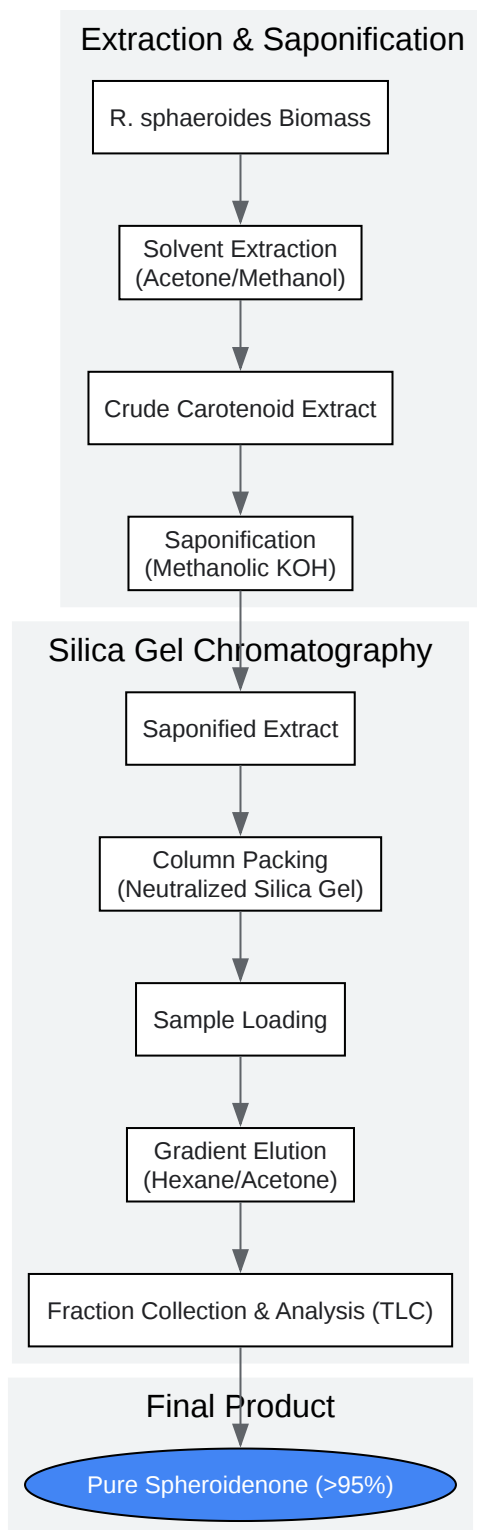 Extraction & Saponification
R. sphaeroides Biomass
Solvent Extraction
(Acetone/Methanol)
Crude Carotenoid Extract
Saponification
(Methanolic KOH)
Silica Gel Chromatography
Saponified Extract
Column Packing
(Neutralized Silica Gel)
Sample Loading
Gradient Elution
(Hexane/Acetone)
Fraction Collection & Analysis (TLC)
Final Product
Pure Spheroidenone (>95%)